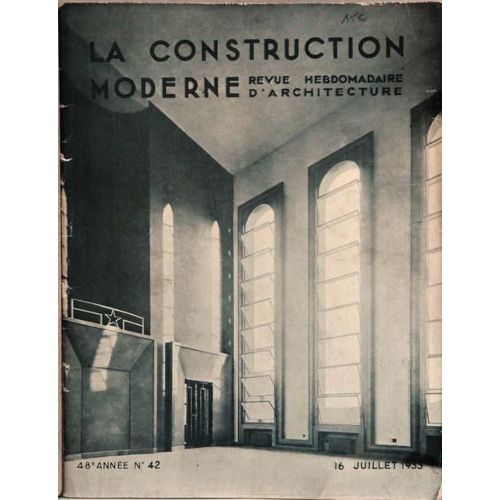 LA CONSTRUCTION
MODERNE REVUE HEBDOMADAIRE
D'ARCHITECTURE
48e ANNÉE N° 42
16 JUILLET 1933